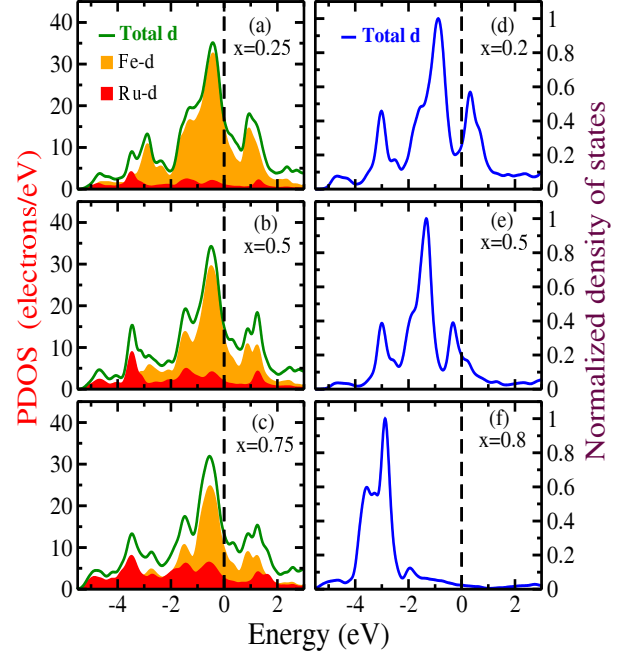 PDOS (electrons/eV)
Normalized density of states
Energy (eV)
Total d
Fe-d
Ru-d
(a)
x=0.25
40
30
20
10
0
Total d
(d)
x=0.2
1
0.8
0.6
0.4
0.2
0
(b)
x=0.5
40
30
20
10
0
(e)
x=0.5
1
0.8
0.6
0.4
0.2
0
(c)
x=0.75
40
30
20
10
0
(f)
x=0.8
1
0.8
0.6
0.4
0.2
0
-4 -2 0 2
-4 -2 0 2